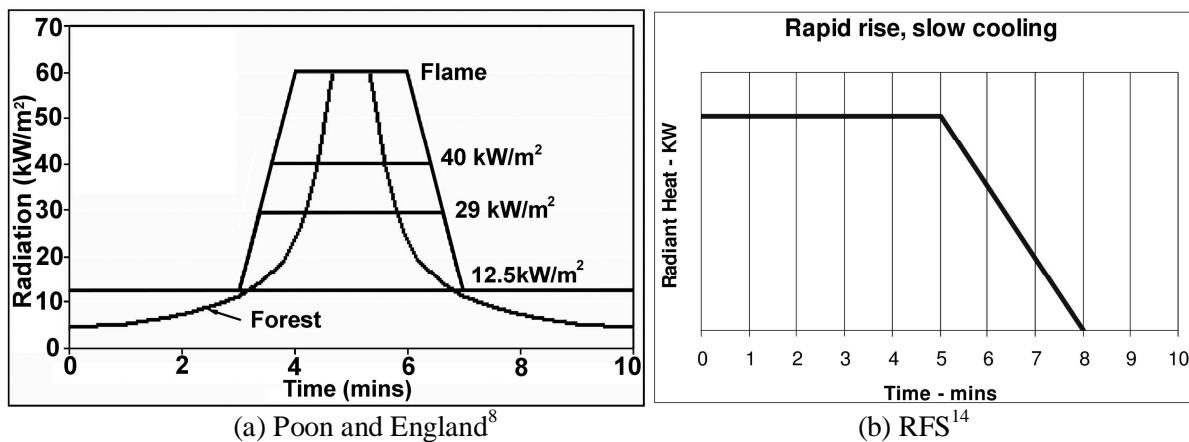 70
60
50
40
30
20
10
0
Radiation (kW/m²)
Flame
40 kW/m²
29 kW/m²
12.5kW/m²
Forest
0 2 4 6 8 10
Time (mins)
(a) Poon and England⁸
Rapid rise, slow cooling
Radiant Heat - KW
0 1 2 3 4 5 6 7 8 9 10
Time - mins
(b) RFS¹⁴